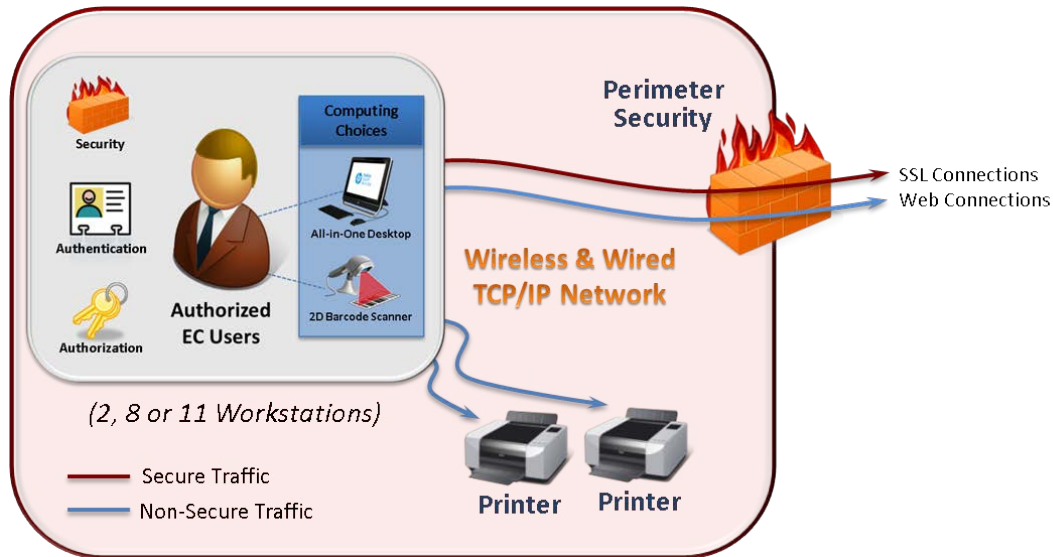 Security
Authentication
Authorization
Authorized
EC Users
Computing
Choices
All-in-One Desktop
2D Barcode Scanner
(2, 8 or 11 Workstations)
Perimeter
Security
SSL Connections
Web Connections
Wireless & Wired
TCP/IP Network
Printer
Printer
Secure Traffic
Non-Secure Traffic